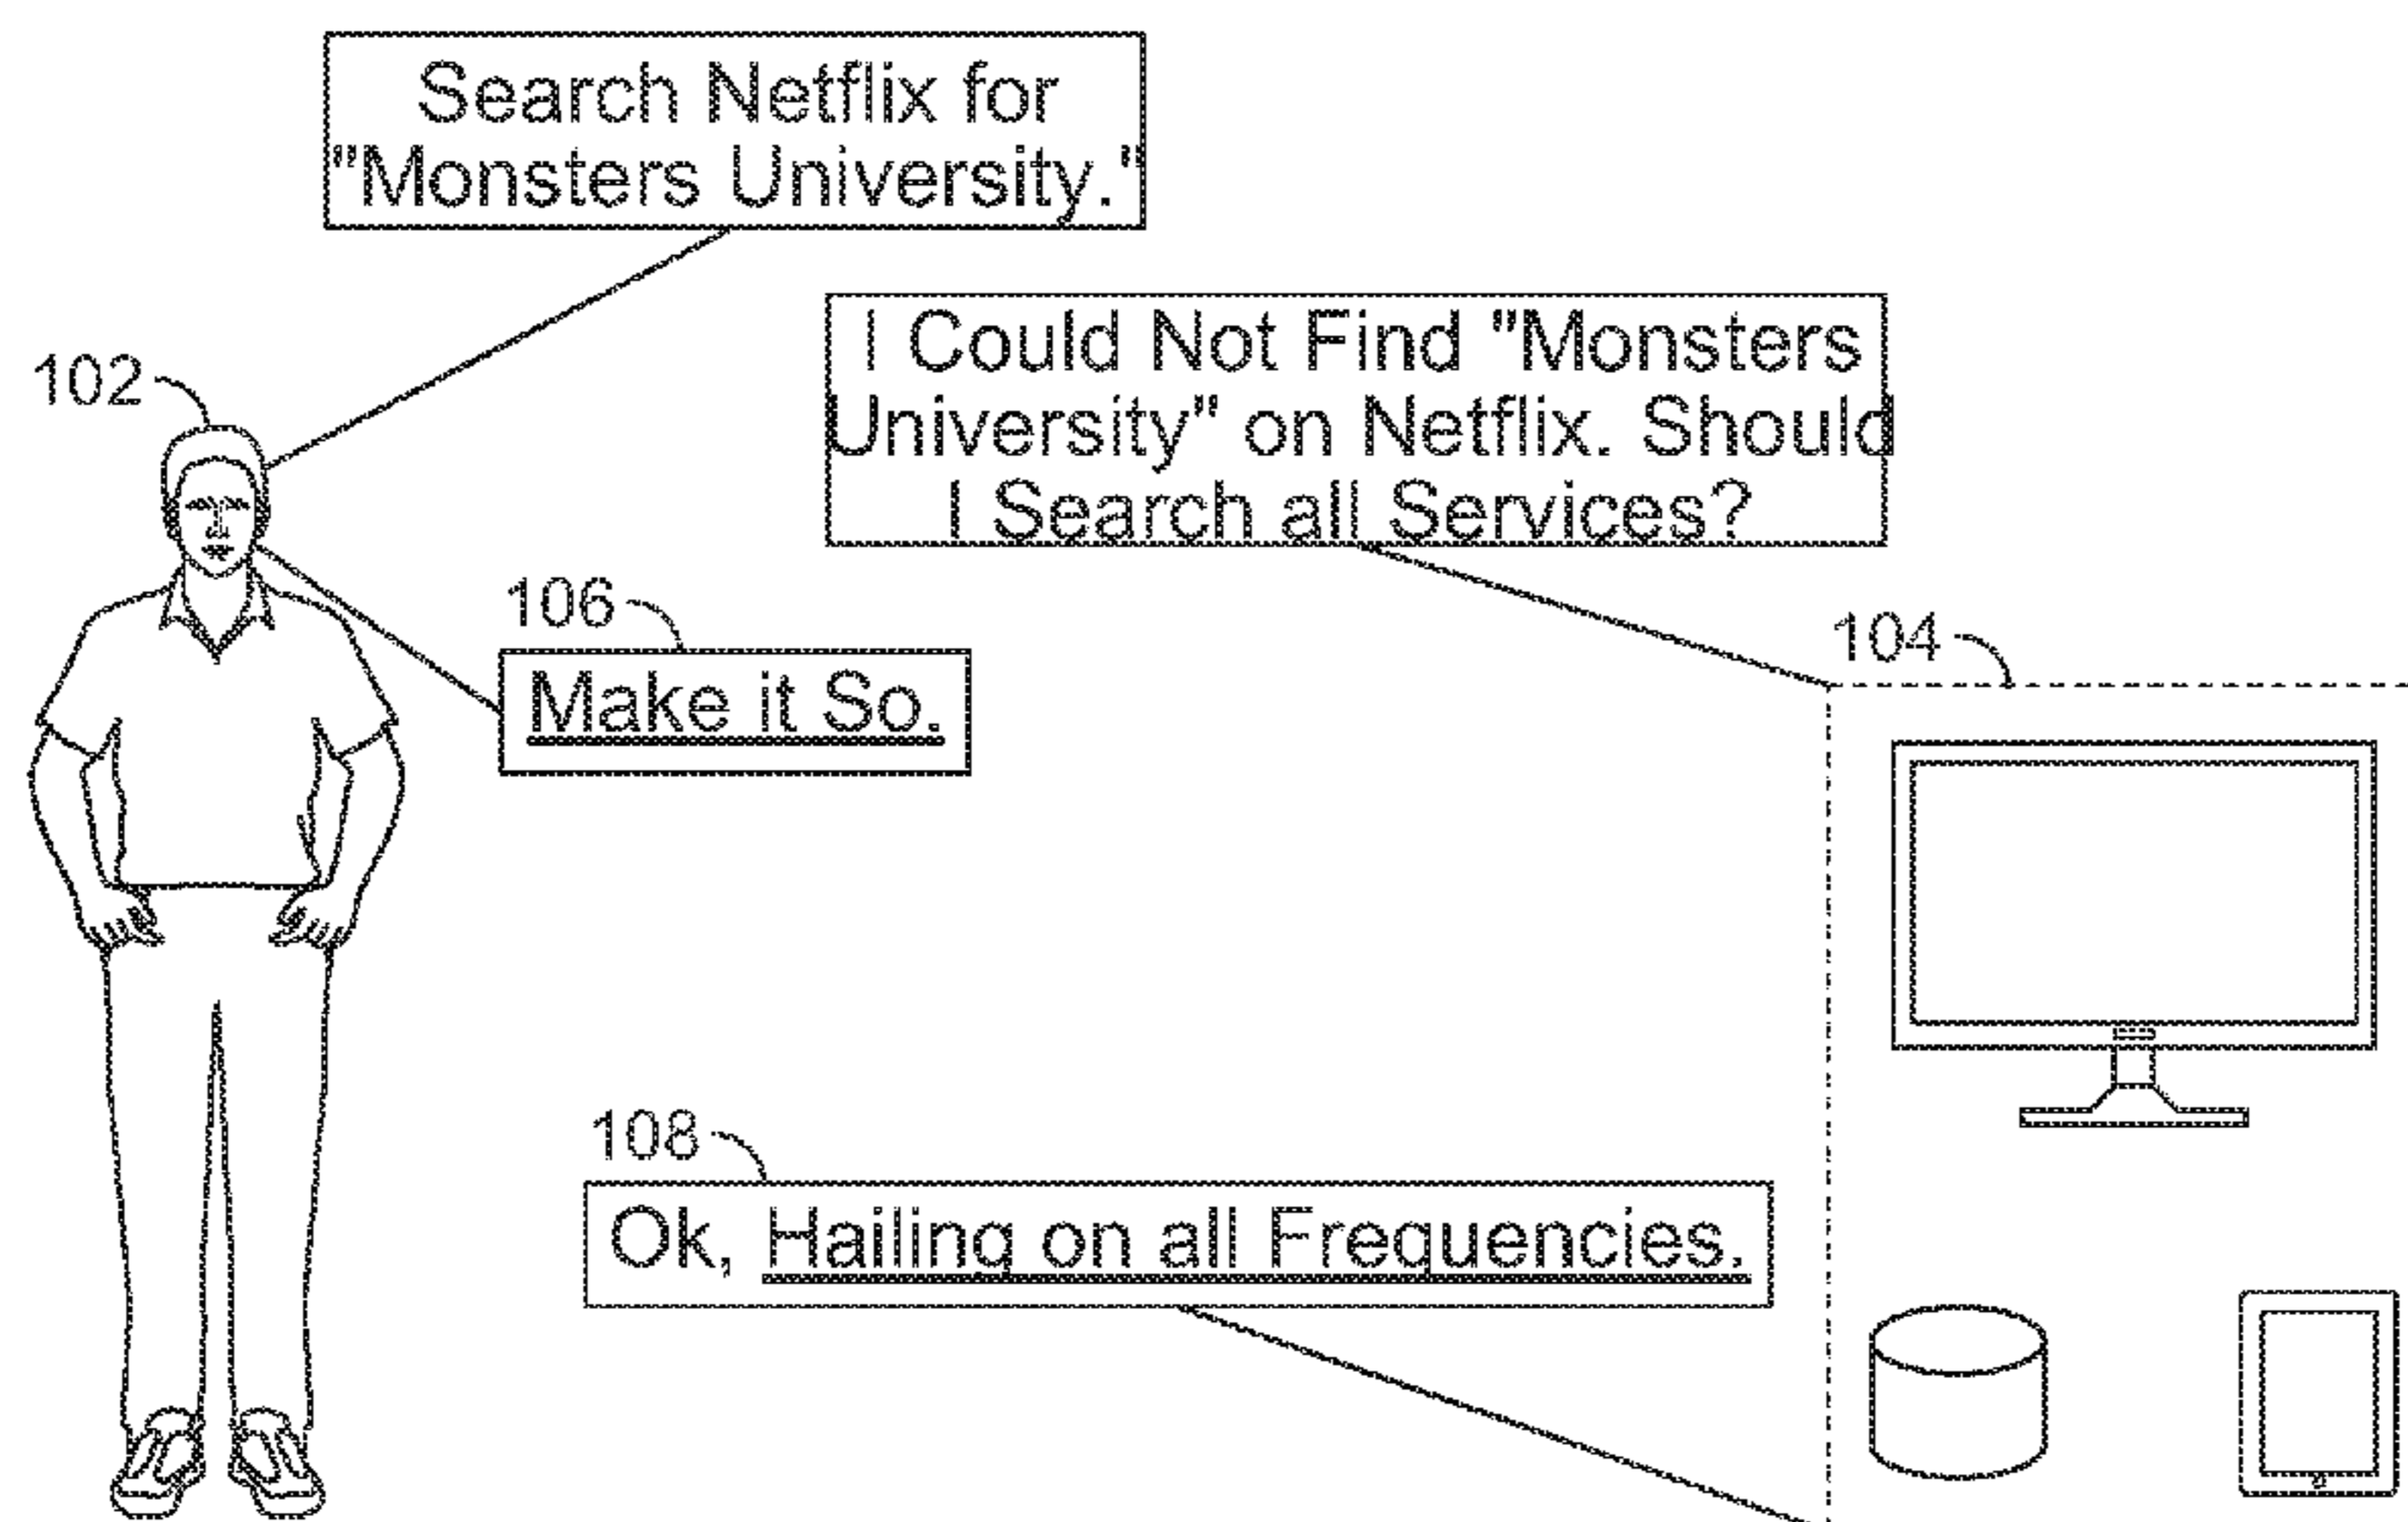 Search Netflix for
"Monsters University."
I Could Not Find "Monsters
University" on Netflix. Should
I Search all Services?
102
106
Make it So.
104
108
Ok, Hailing on all Frequencies.